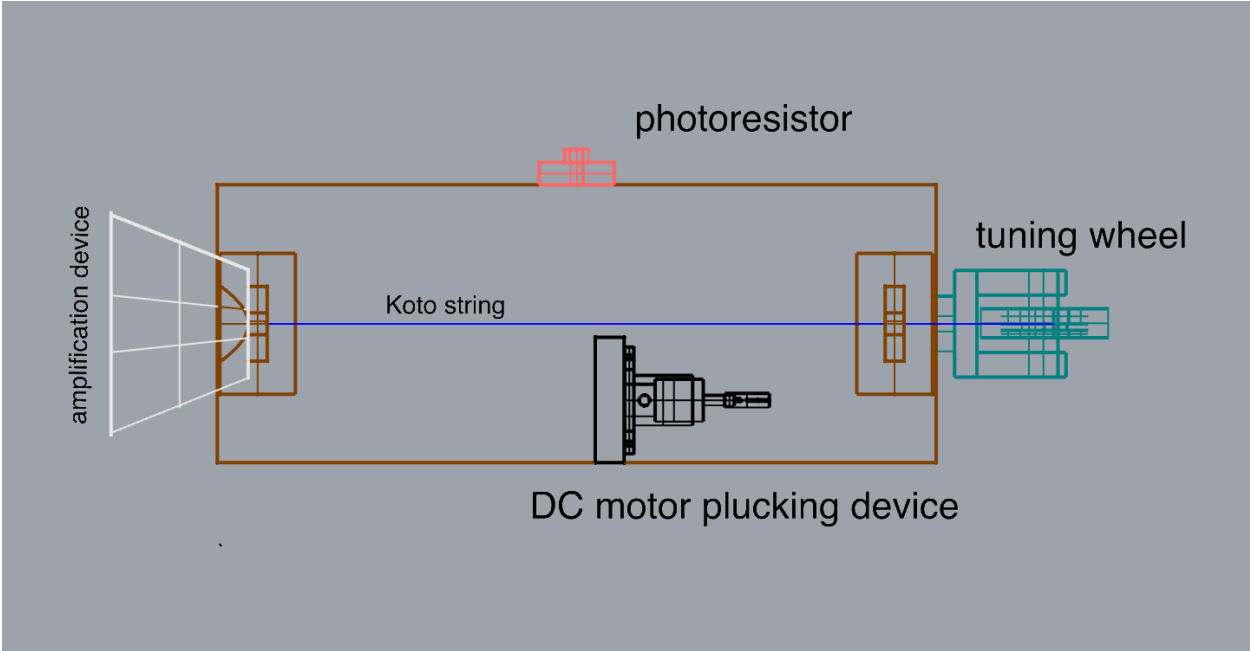 photoresistor
tuning wheel
amplification device
Koto string
DC motor plucking device